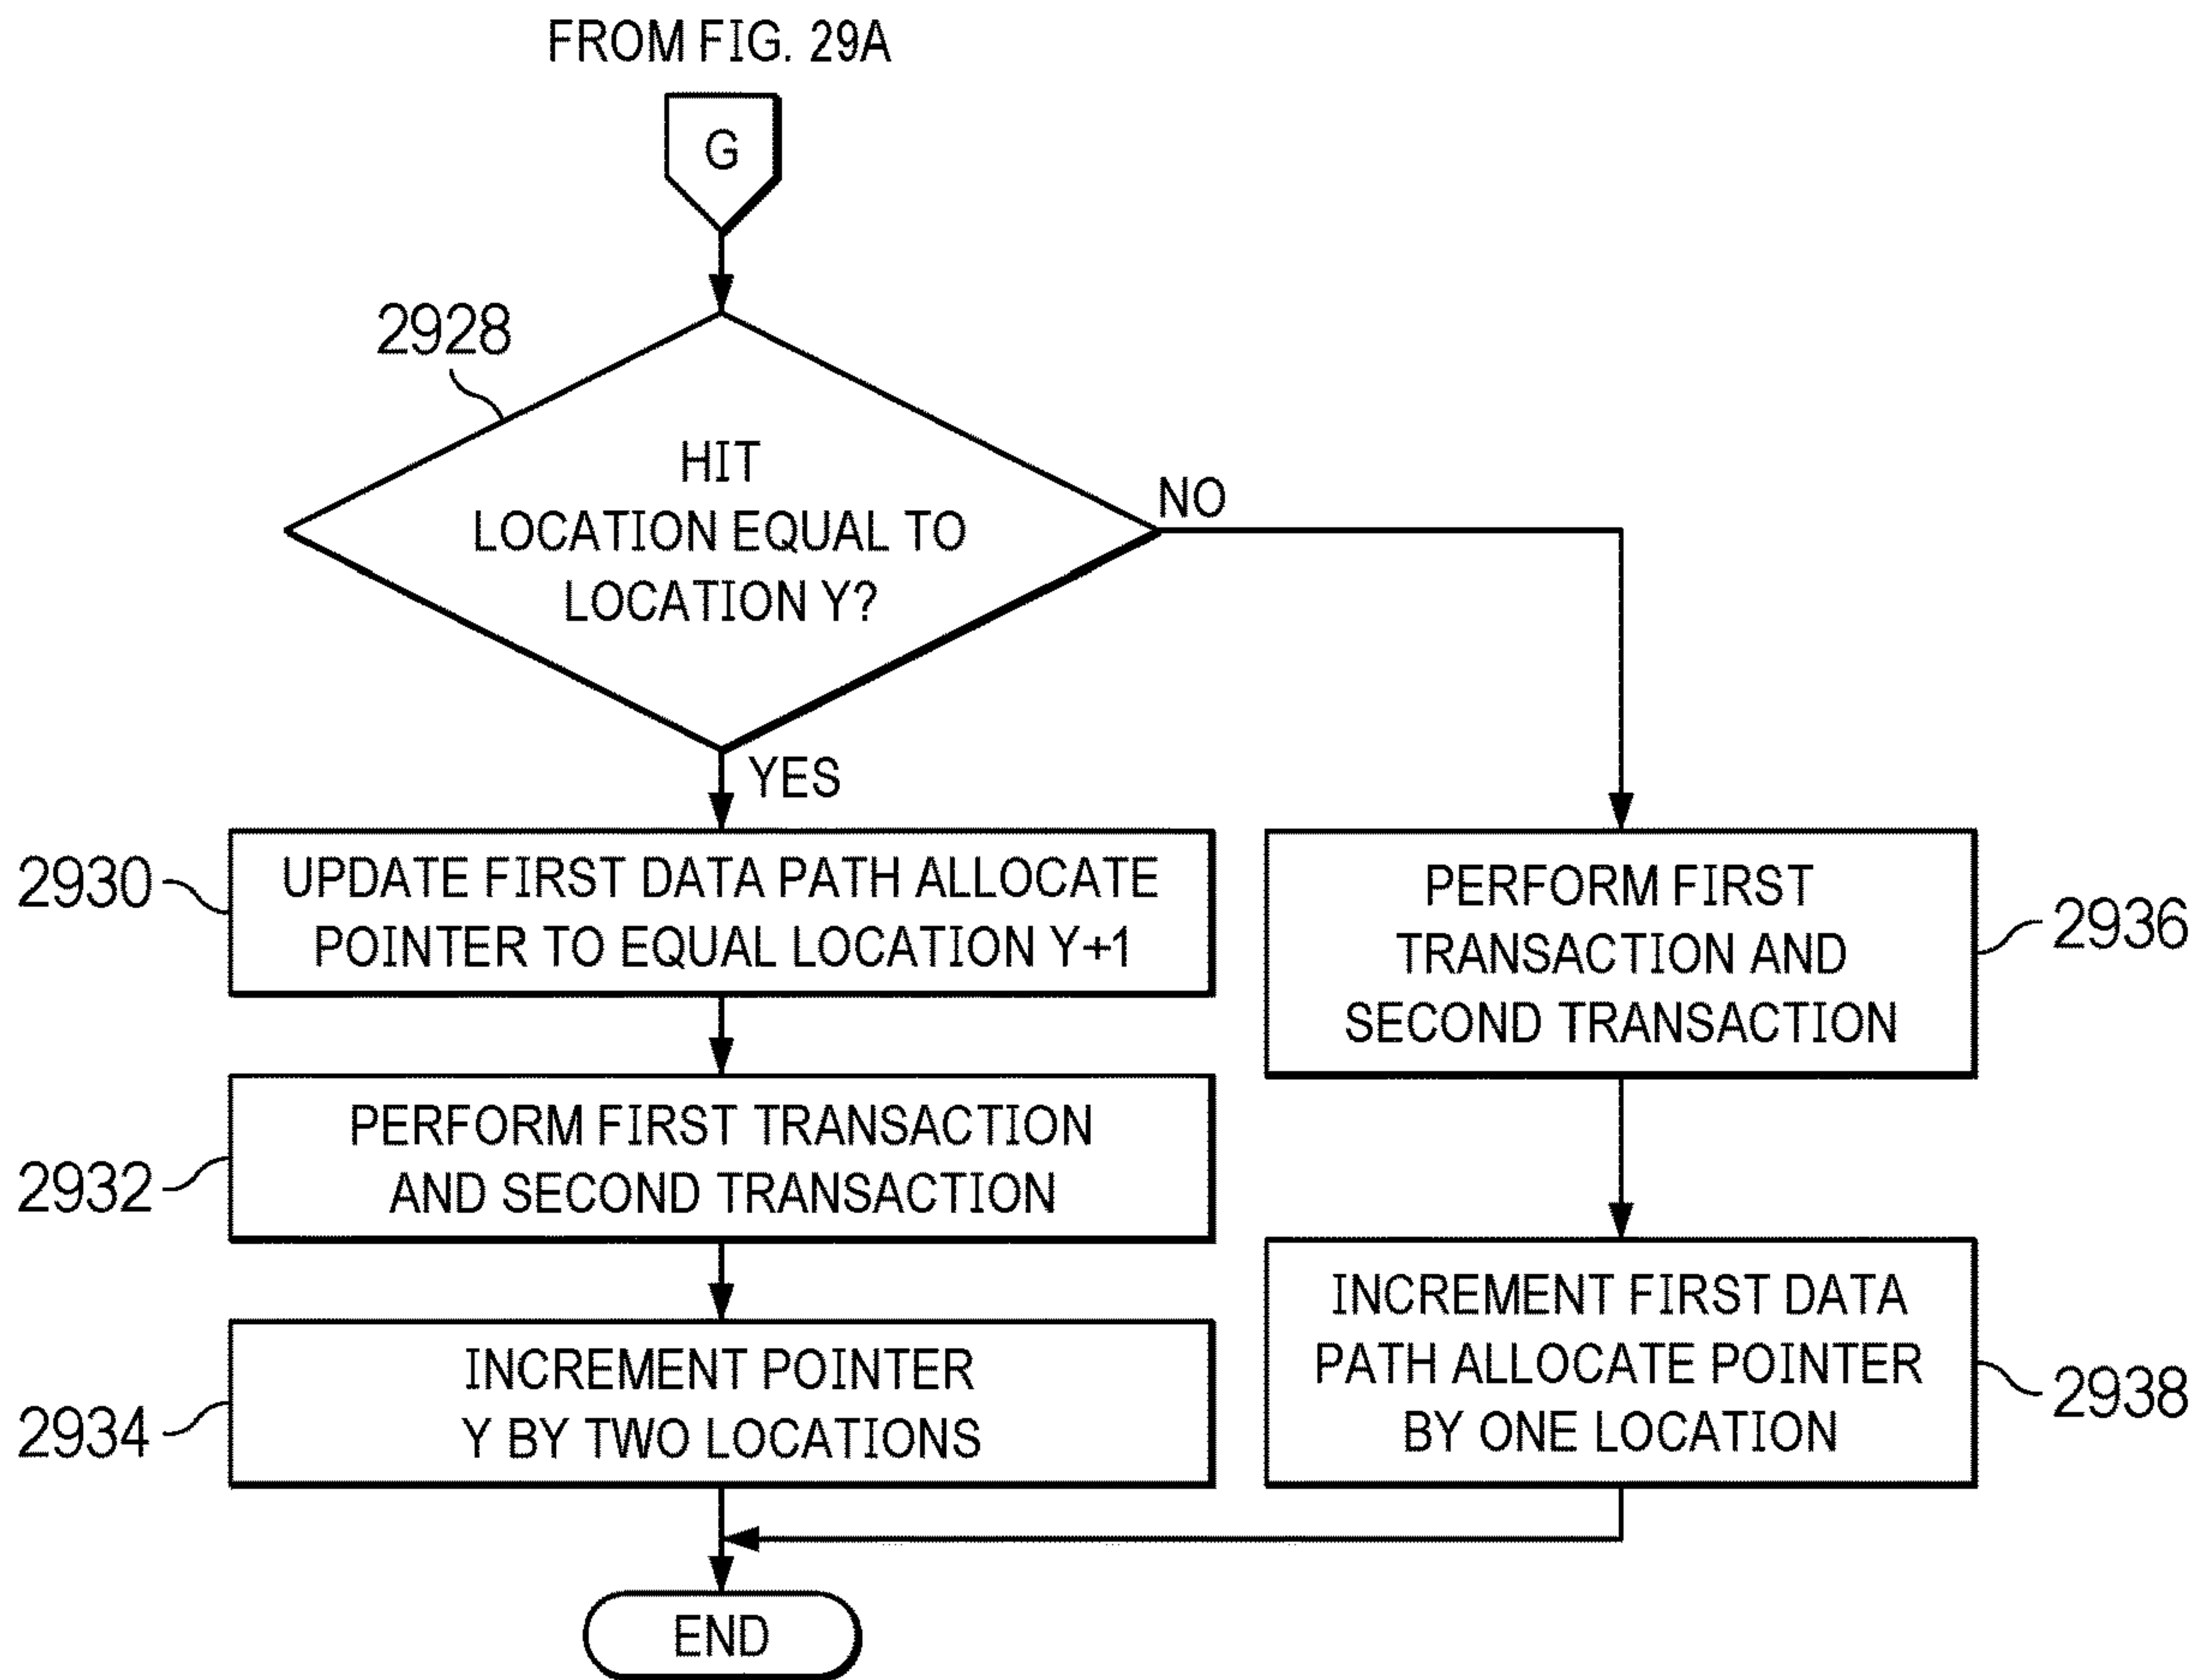 FROM FIG. 29A
G
2928
HIT
LOCATION EQUAL TO
LOCATION Y?
NO
YES
2930
UPDATE FIRST DATA PATH ALLOCATE
POINTER TO EQUAL LOCATION Y+1
2932
PERFORM FIRST TRANSACTION
AND SECOND TRANSACTION
2934
INCREMENT POINTER
Y BY TWO LOCATIONS
PERFORM FIRST
TRANSACTION AND
SECOND TRANSACTION
2936
INCREMENT FIRST DATA
PATH ALLOCATE POINTER
BY ONE LOCATION
2938
END